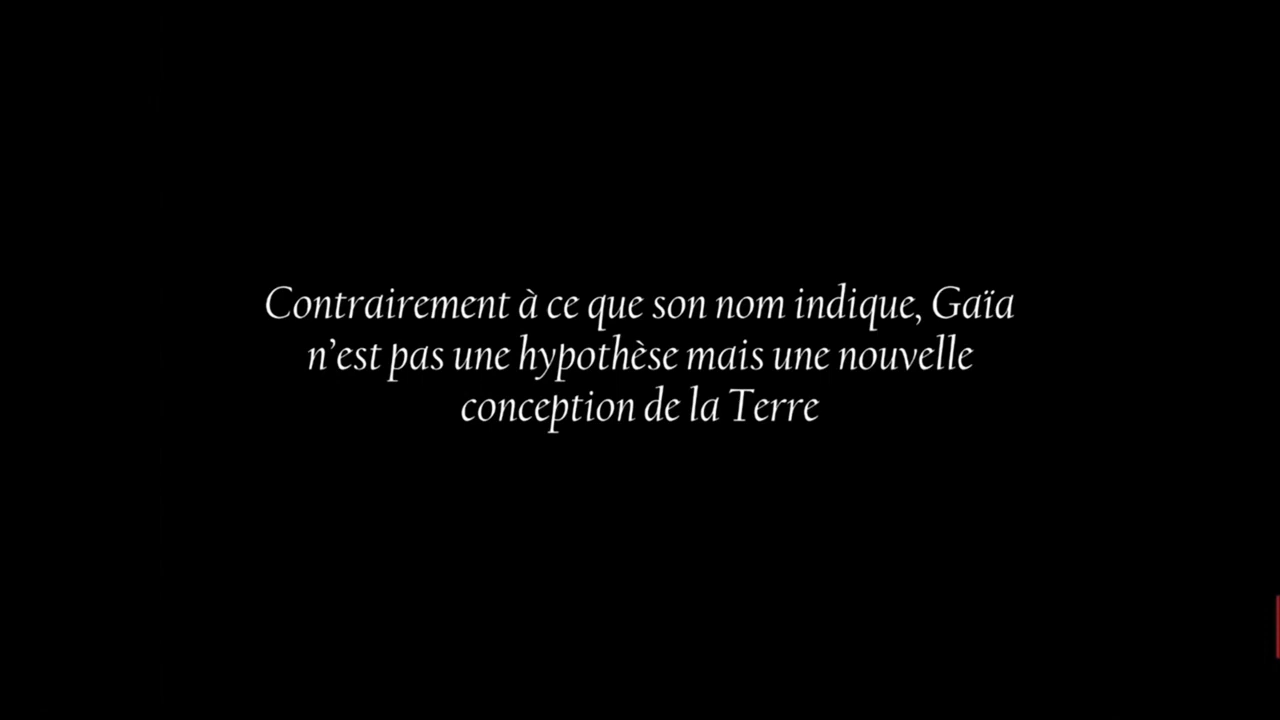 Contrairement à ce que son nom indique, Gaïa
n’est pas une hypothèse mais une nouvelle
conception de la Terre